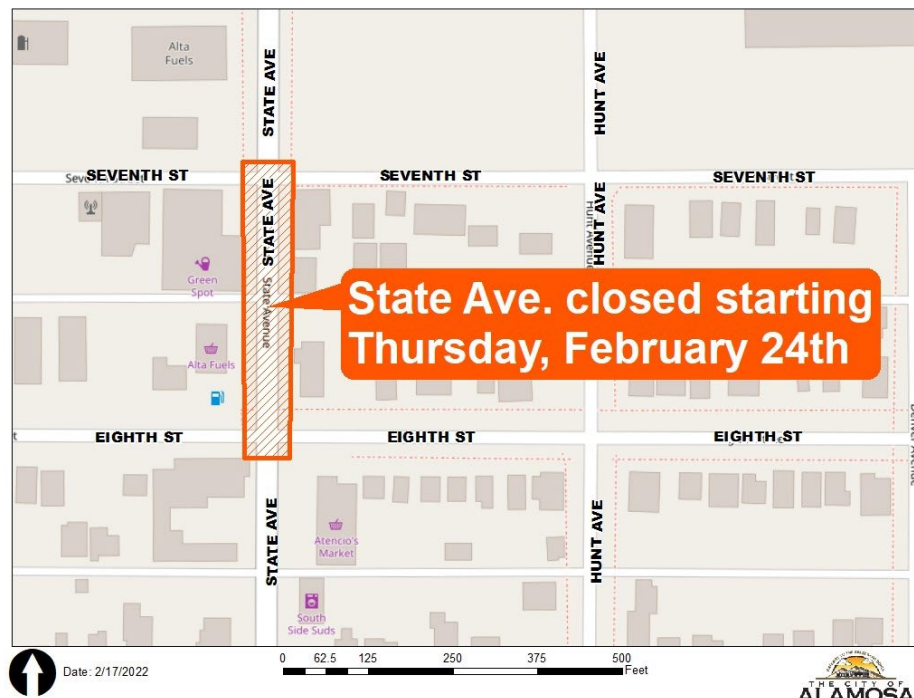 Alta
Fuels
STATE AVE
HUNT AVE
SEVENTH ST
SEVENTH ST
SEVENTH ST
STATE AVE
HUNT AVE
Hunt Avenue
Green
Spot
State Avenue
State Ave. closed starting
Thursday, February 24th
Alta Fuels
EIGHTH ST
EIGHTH ST
EIGHTH ST
Denver Avenue
STATE AVE
HUNT AVE
Atencio's
Market
South
Side Suds
Date: 2/17/2022
0 62.5 125 250 375 500
Feet
THE CITY OF
ALAMOSA